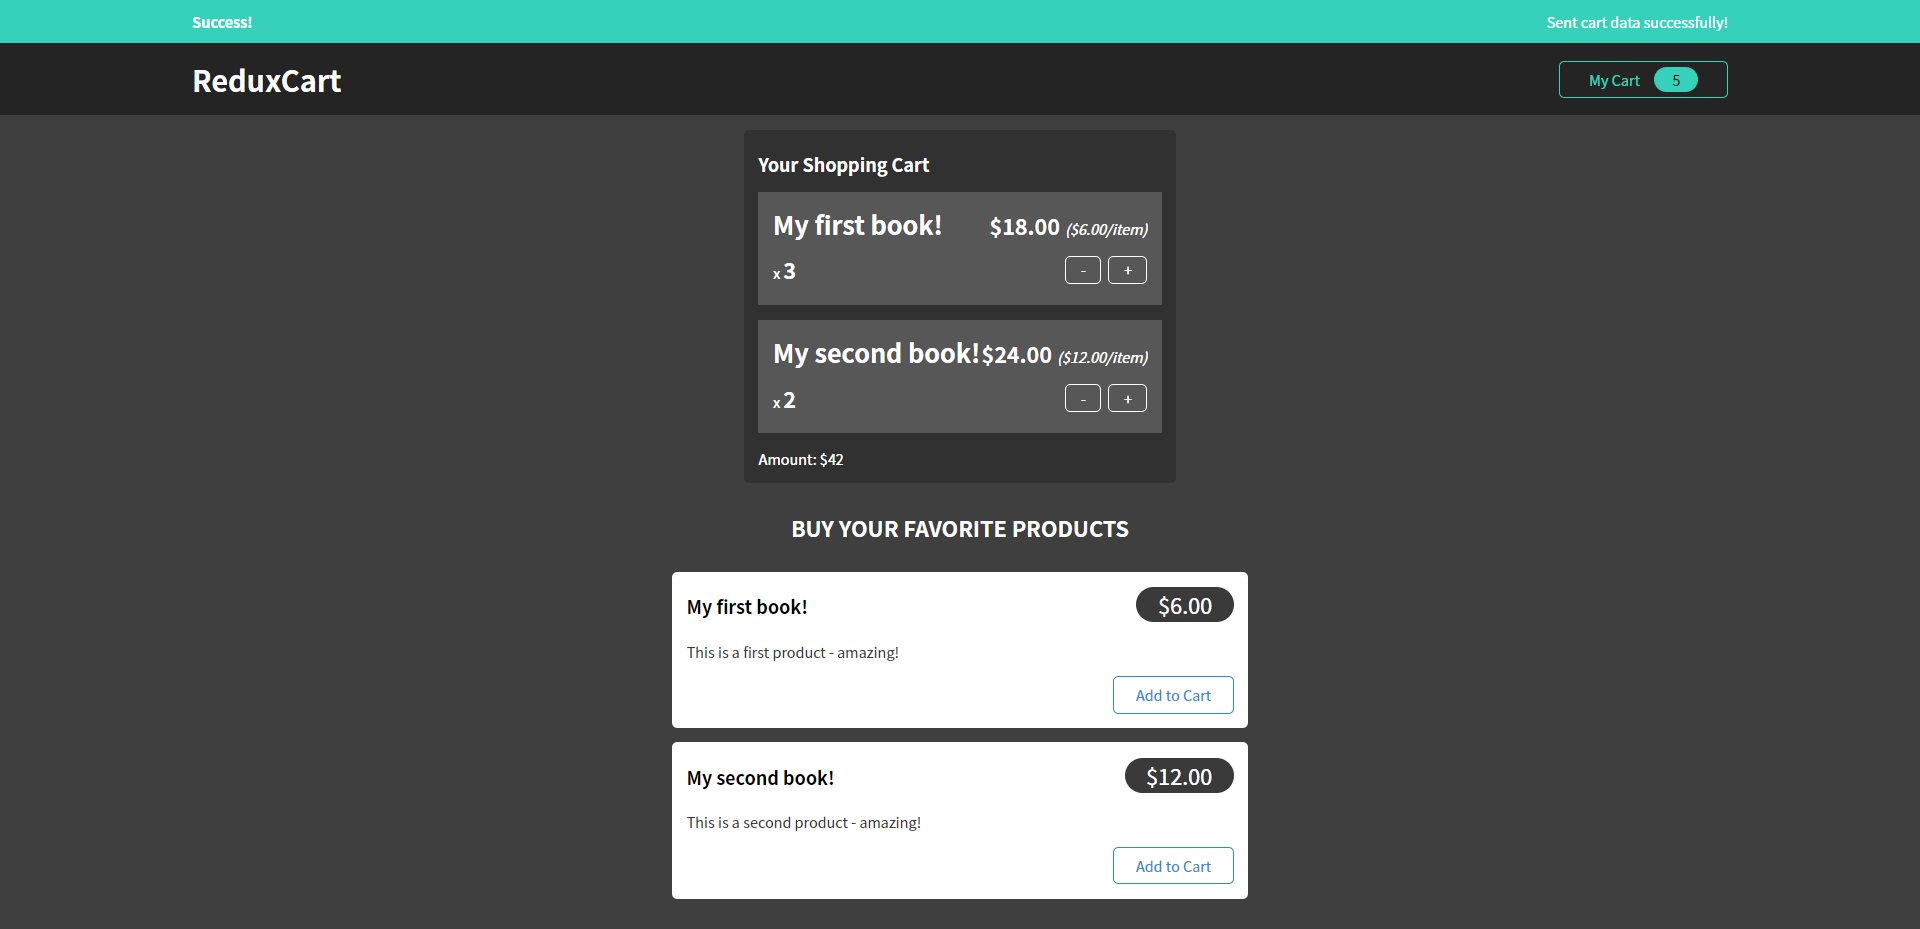 Success! Sent cart data successfully!
ReduxCart My Cart 5
Your Shopping Cart
My first book! $18.00 ($6.00/item)
x 3 - +
My second book! $24.00 ($12.00/item)
x 2 - +
Amount: $42
BUY YOUR FAVORITE PRODUCTS
My first book! $6.00
This is a first product - amazing!
Add to Cart
My second book! $12.00
This is a second product - amazing!
Add to Cart